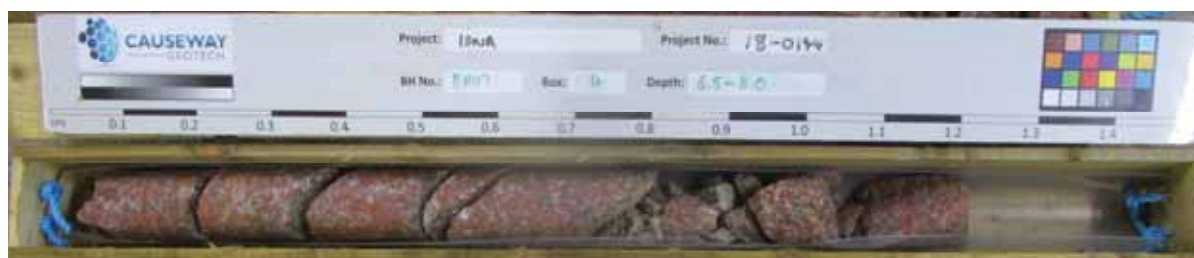 CAUSEWAY
GEOTECH
Project: IONA
Project No.: 18-0144
BH No.:
Box: 4
Depth: 6.5-8.0
0.1 0.2 0.3 0.4 0.5 0.6 0.7 0.8 0.9 1.0 1.1 1.2 1.3 1.4